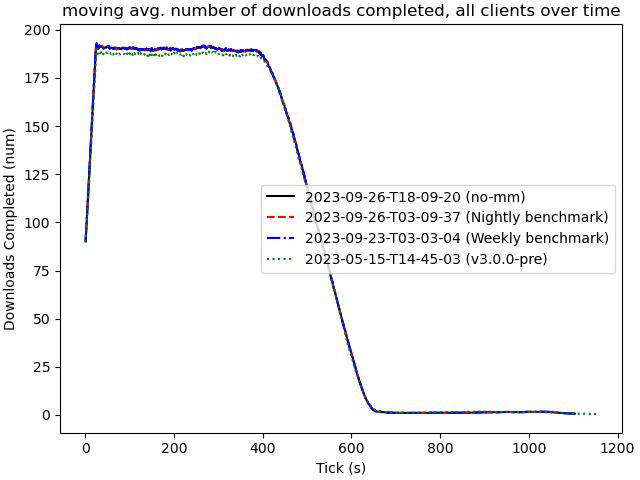 moving avg. number of downloads completed, all clients over time
Downloads Completed (num)
200
175
150
125
100
75
50
25
0
2023-09-26-T18-09-20 (no-mm)
2023-09-26-T03-09-37 (Nightly benchmark)
2023-09-23-T03-03-04 (Weekly benchmark)
2023-05-15-T14-45-03 (v3.0.0-pre)
0 200 400 600 800 1000 1200
Tick (s)